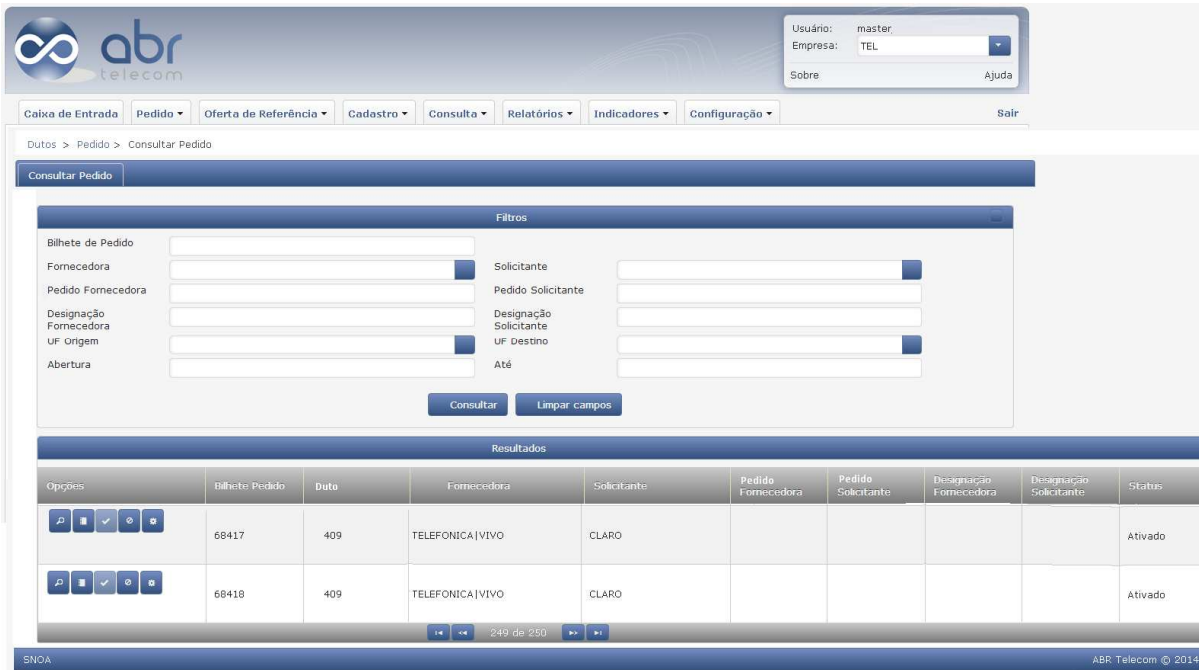 abr
telecom
Usuário: master
Empresa: TEL
Sobre Ajuda
Caixa de Entrada Pedido Oferta de Referência Cadastro Consulta Relatórios Indicadores Configuração Sair
Dutos > Pedido > Consultar Pedido
Consultar Pedido
Filtros
Bilhete de Pedido
Fornecedora Solicitante
Pedido Fornecedora Pedido Solicitante
Designação Fornecedora Designação Solicitante
UF Origem UF Destino
Abertura Até
Consultar Limpar campos
Resultados
Opções Bilhete Pedido Duto Fornecedora Solicitante Pedido Fornecedora Pedido Solicitante Designação Fornecedora Designação Solicitante Status
68417 409 TELEFONICA|VIVO CLARO Ativado
68418 409 TELEFONICA|VIVO CLARO Ativado
249 de 250
SNOA ABR Telecom © 2014